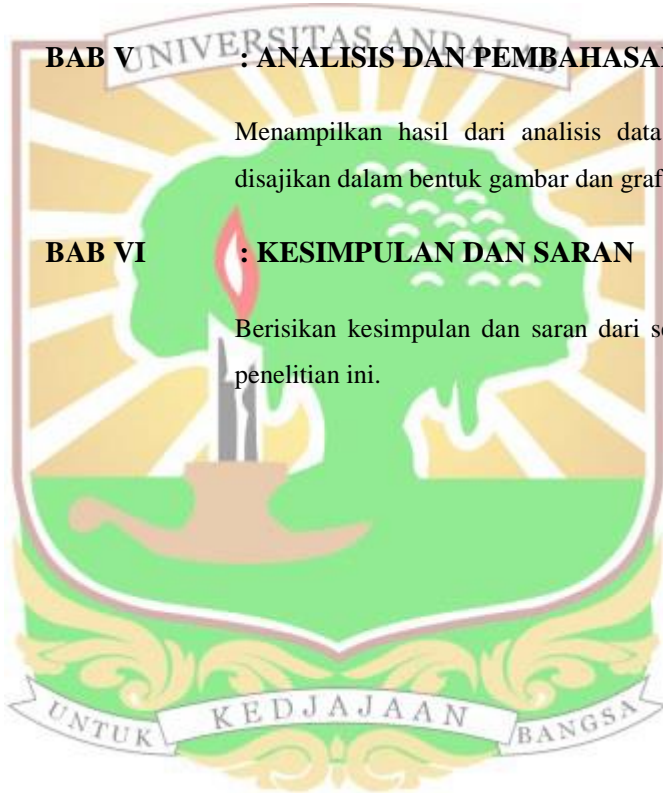 UNIVERSITAS ANDALAS
BAB V : ANALISIS DAN PEMBAHASAN
Menampilkan hasil dari analisis data
disajikan dalam bentuk gambar dan graf
BAB VI : KESIMPULAN DAN SARAN
Berisikan kesimpulan dan saran dari
penelitian ini.
UNTUK KEDJAJAAN BANGSA